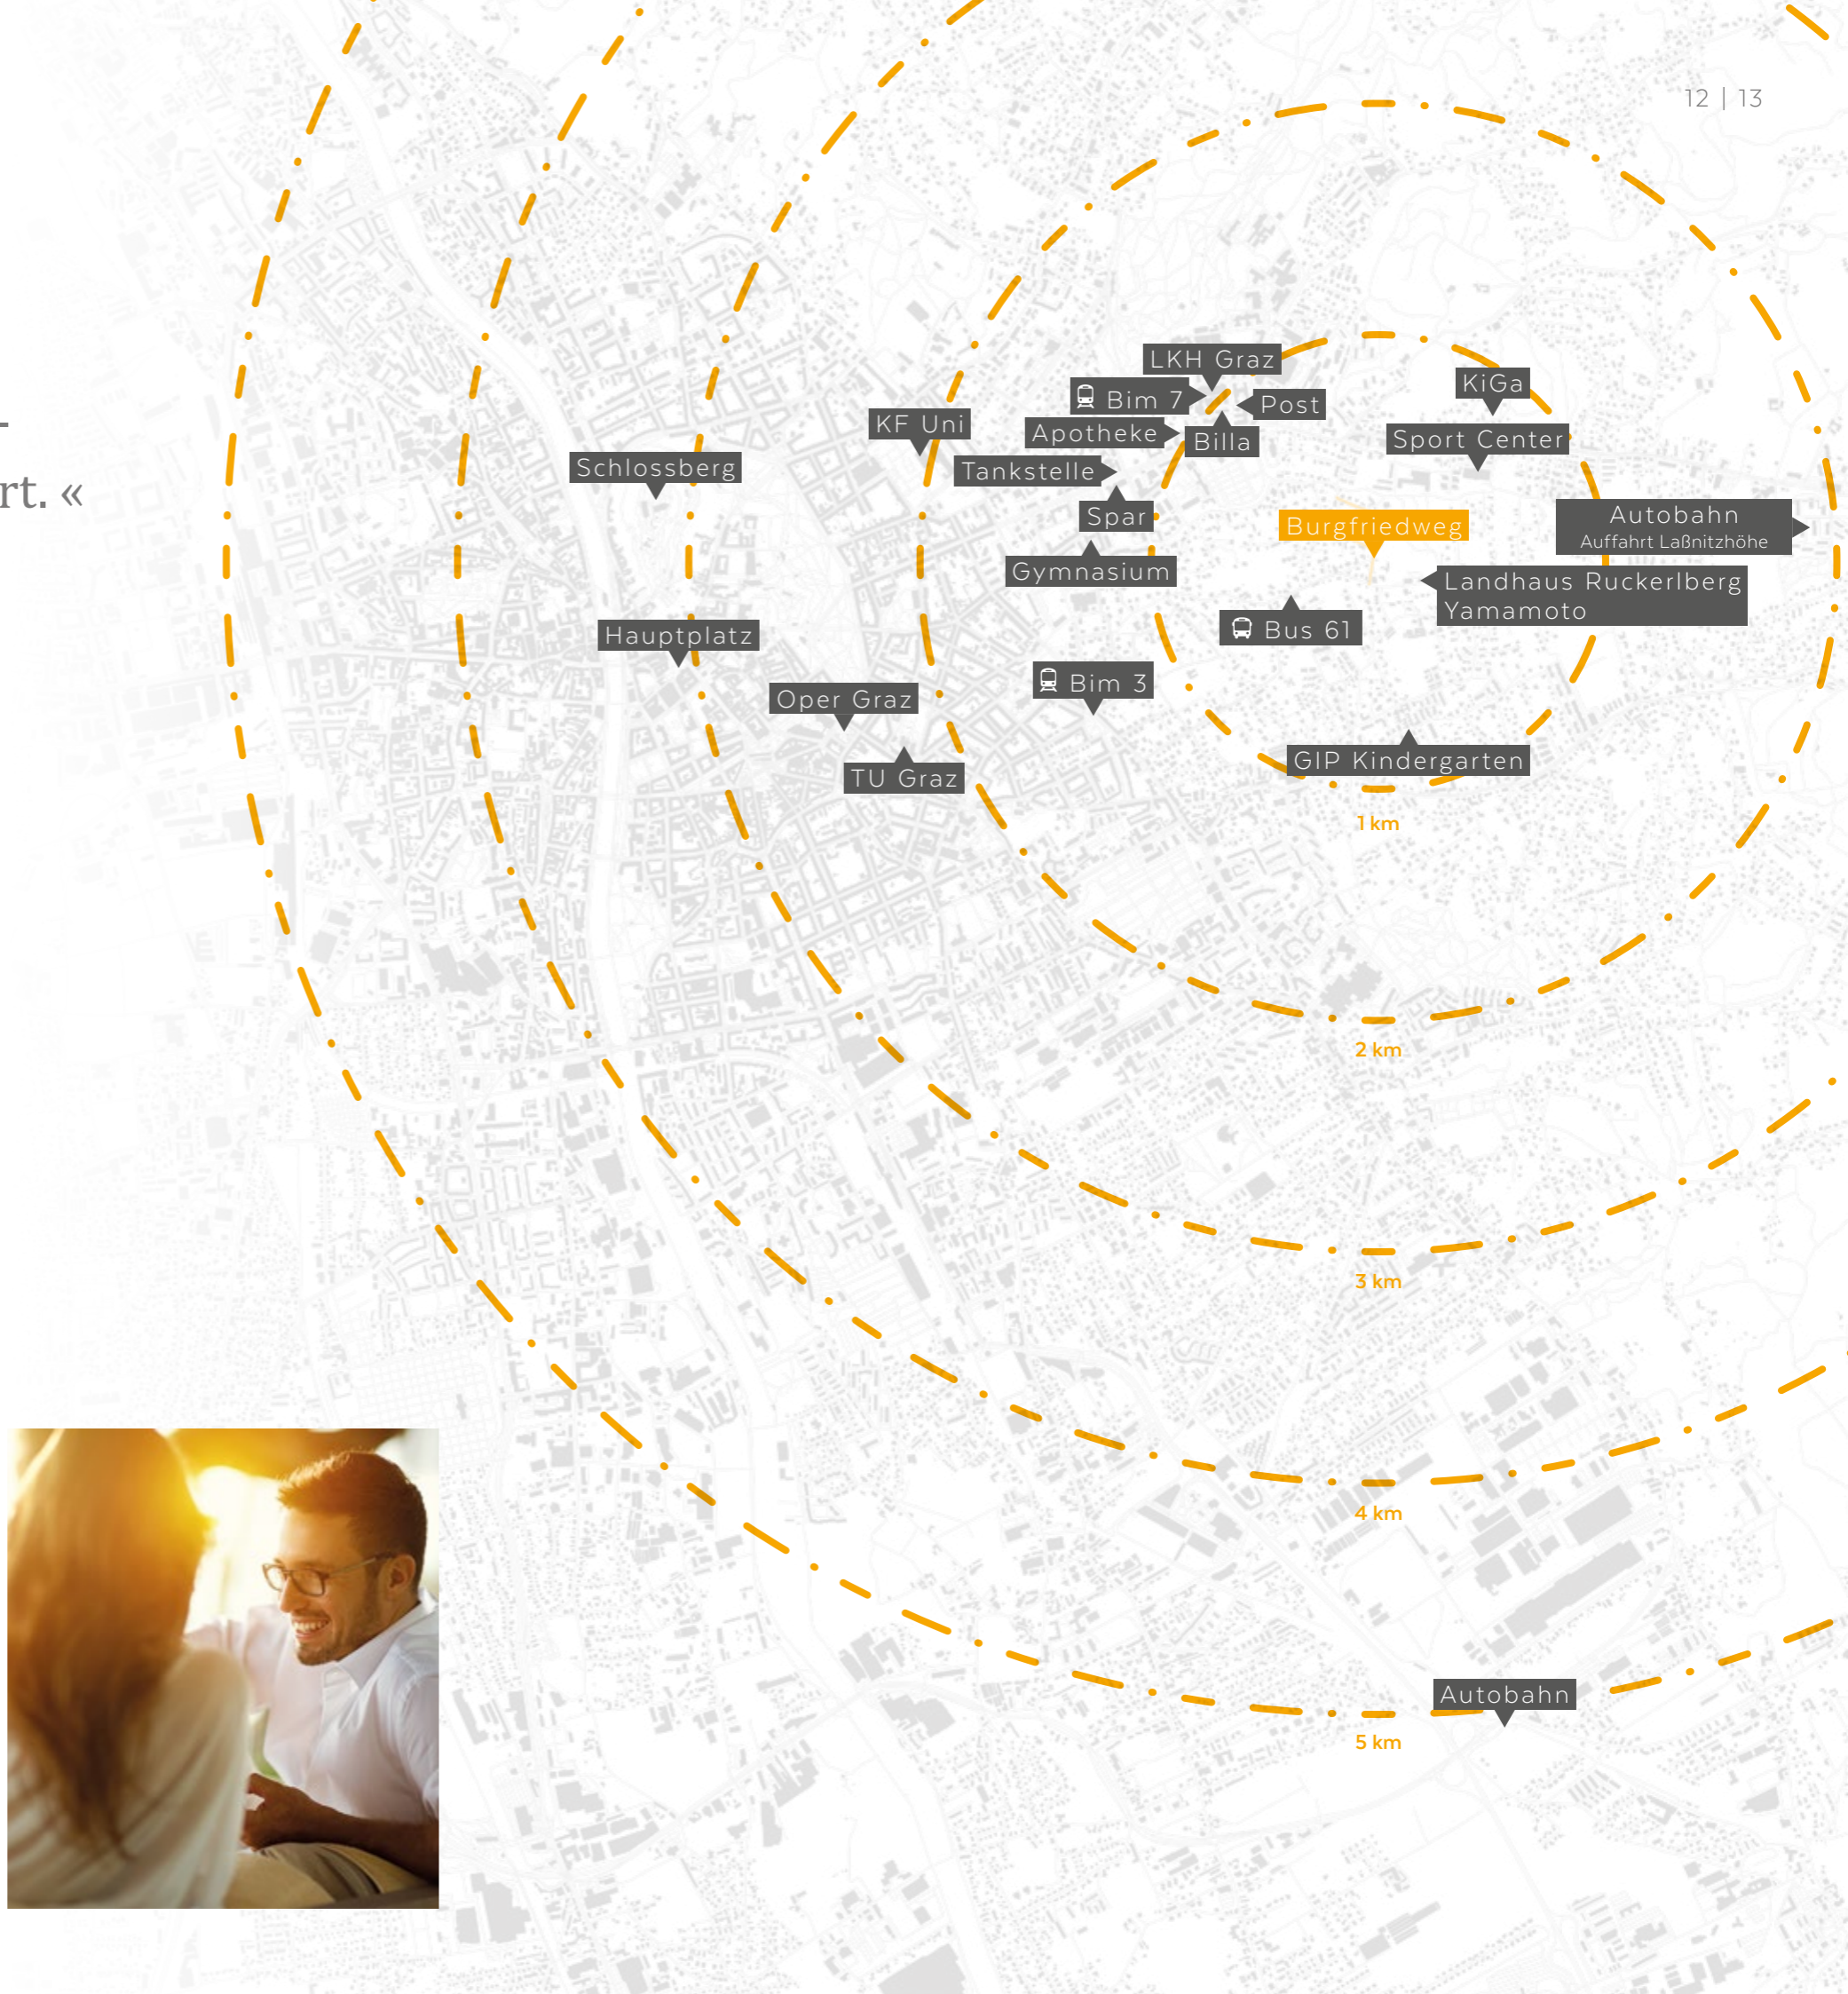 12 | 13
rt. «
LKH Graz
Bim 7
Post
KiGa
KF Uni
Apotheke
Billa
Sport Center
Schlossberg
Tankstelle
Spar
Burgfriedweg
Autobahn
Auffahrt Laßnitzhöhe
Gymnasium
Landhaus Ruckerlberg
Yamamoto
Hauptplatz
Bus 61
Bim 3
Oper Graz
GIP Kindergarten
TU Graz
1 km
2 km
3 km
4 km
Autobahn
5 km